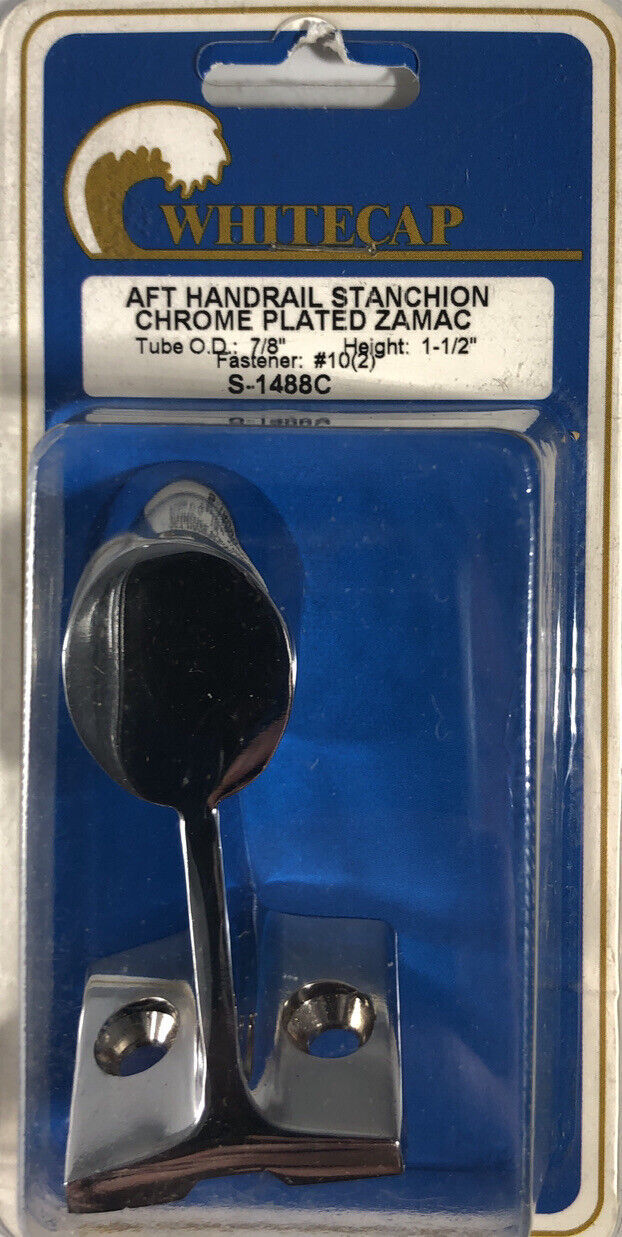 WHITECAP
AFT HANDRAIL STANCHION
CHROME PLATED ZAMAC
Tube O.D.: 7/8" Height: 1-1/2"
Fastener: #10(2)
S-1488C